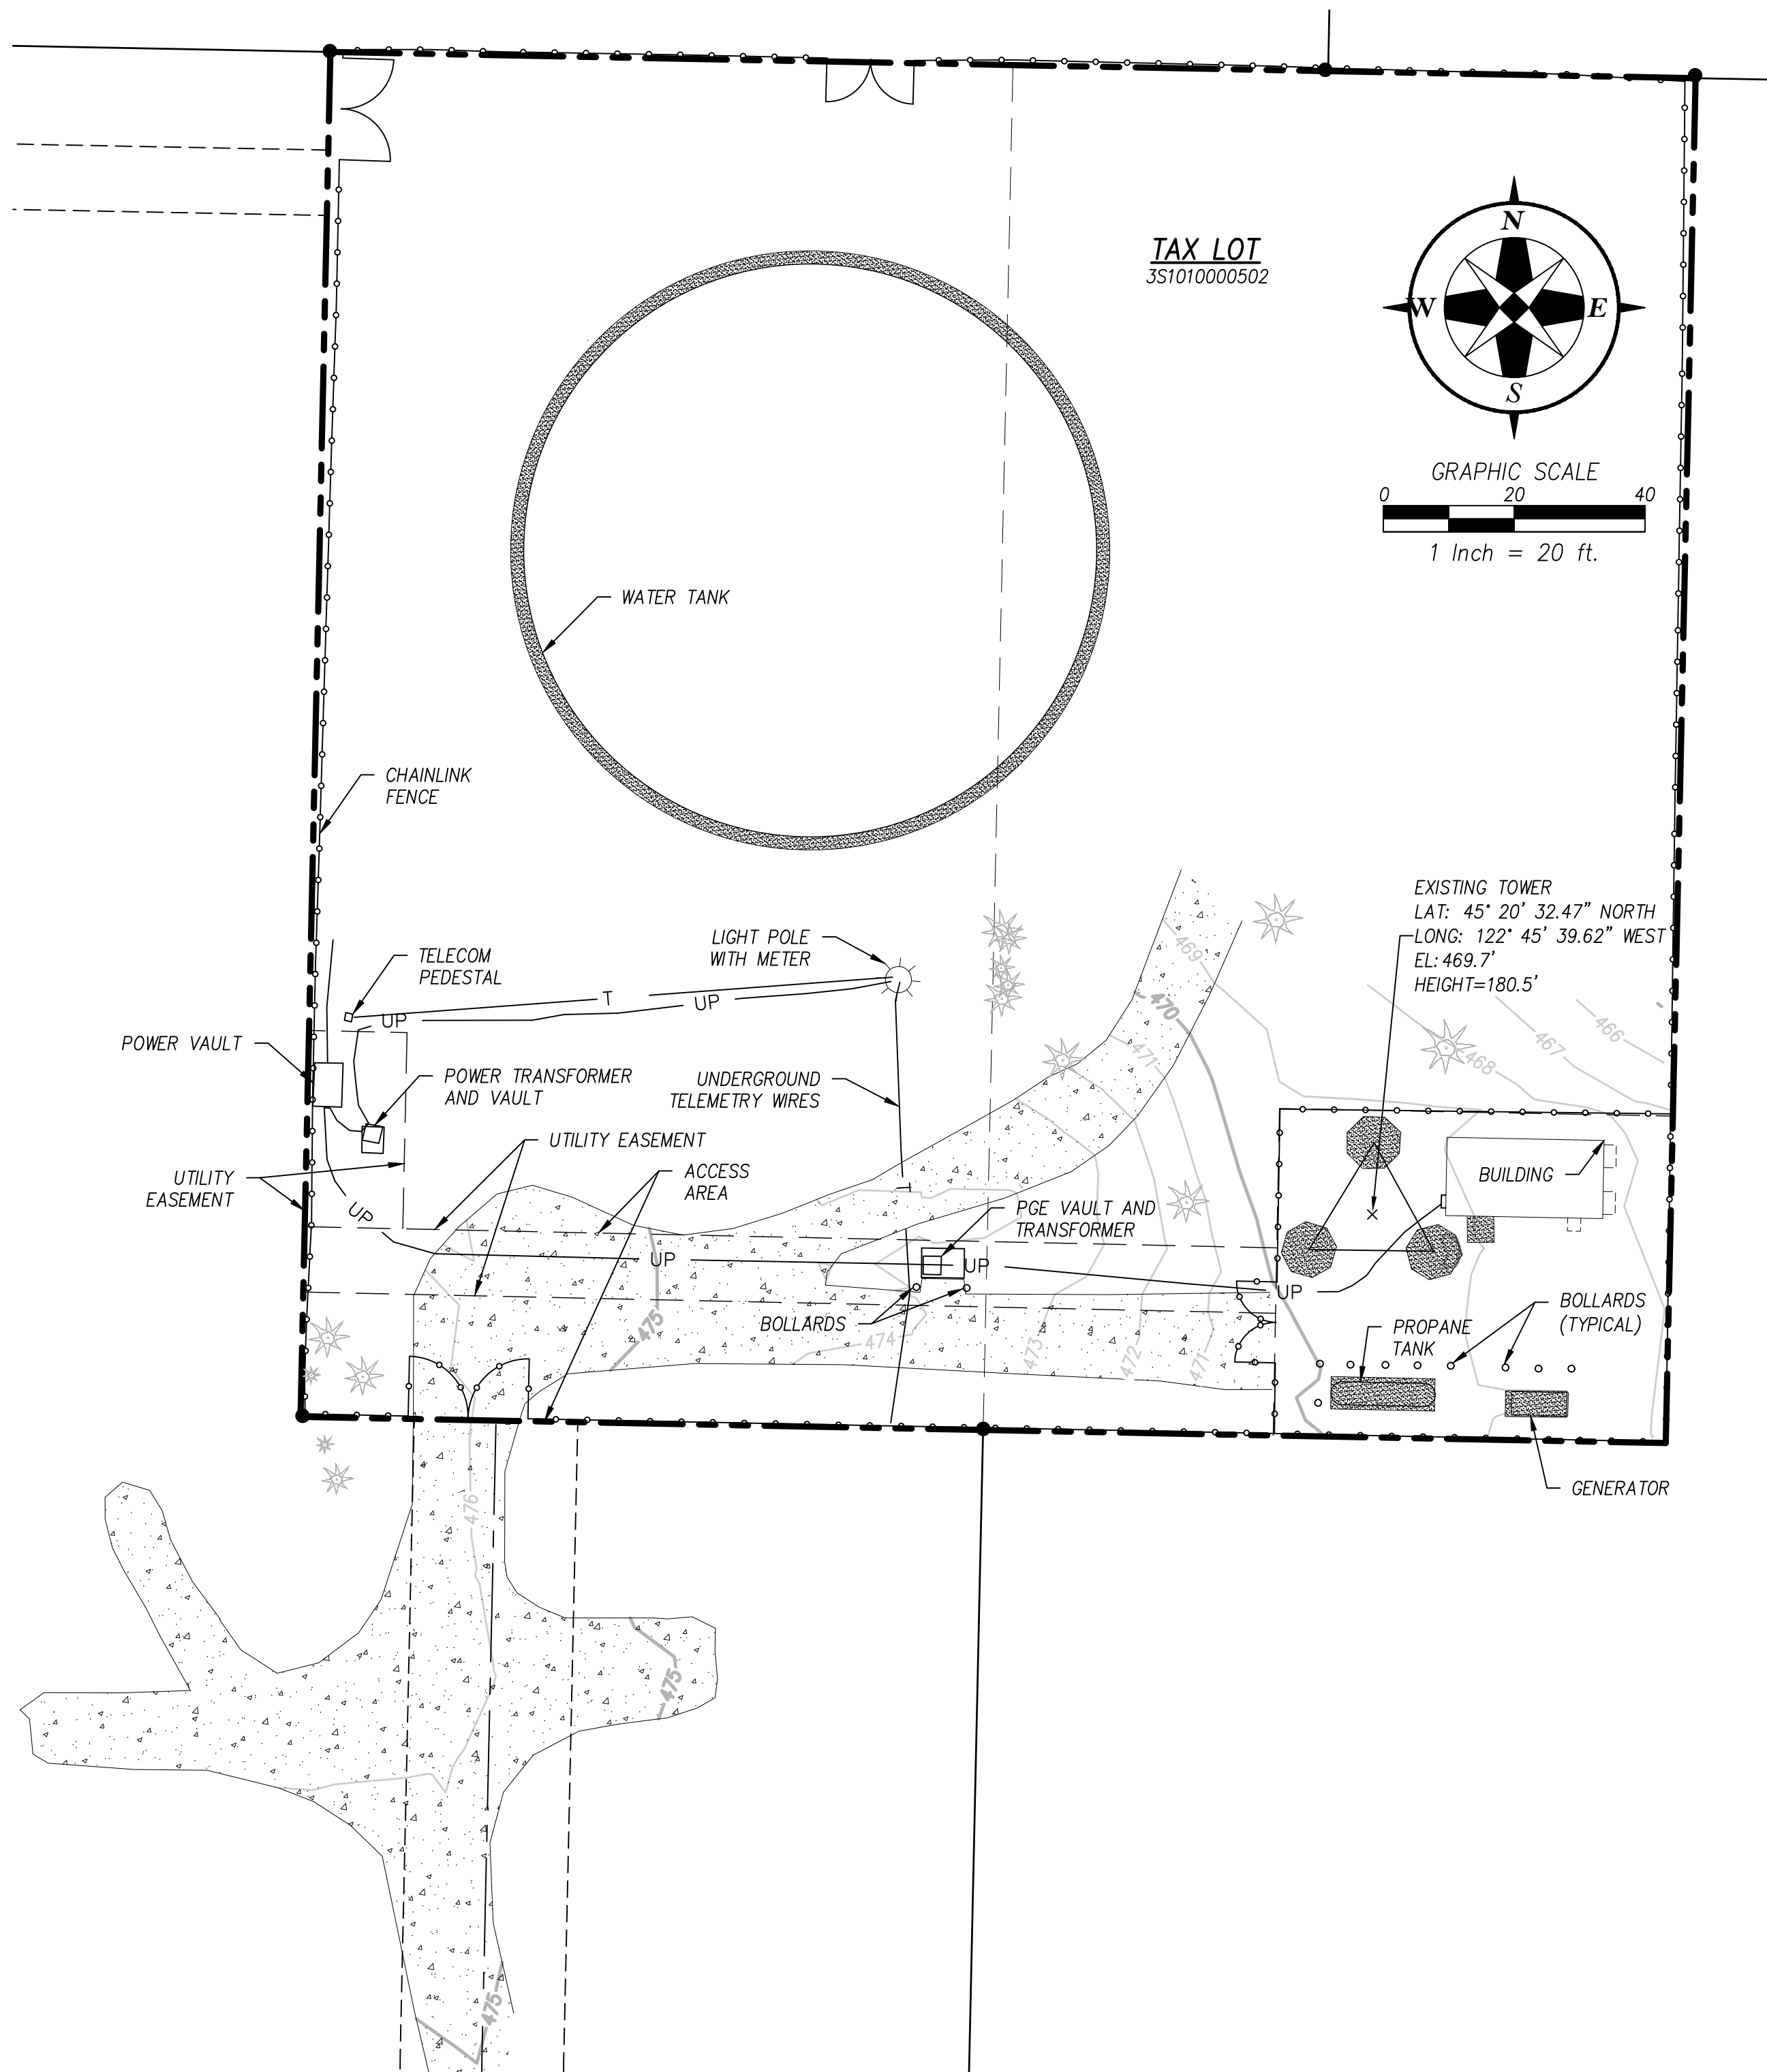 N
W
E
S
TAX LOT
3S1010000502
GRAPHIC SCALE
0 20 40
1 Inch = 20 ft.
WATER TANK
CHAINLINK
FENCE
EXISTING TOWER
LAT: 45° 20' 32.47" NORTH
LONG: 122° 45' 39.62" WEST
EL: 469.7'
HEIGHT=180.5'
LIGHT POLE
WITH METER
TELECOM
PEDESTAL
469
470
T
UP
UP
466
467
468
471
POWER VAULT
POWER TRANSFORMER
AND VAULT
UNDERGROUND
TELEMETRY WIRES
UTILITY EASEMENT
UTILITY
EASEMENT
ACCESS
AREA
T
BUILDING
PGE VAULT AND
TRANSFORMER
UP
UP
UP
UP
BOLLARDS
475
474
473
472
471
BOLLARDS
(TYPICAL)
PROPANE
TANK
GENERATOR
476
475
475